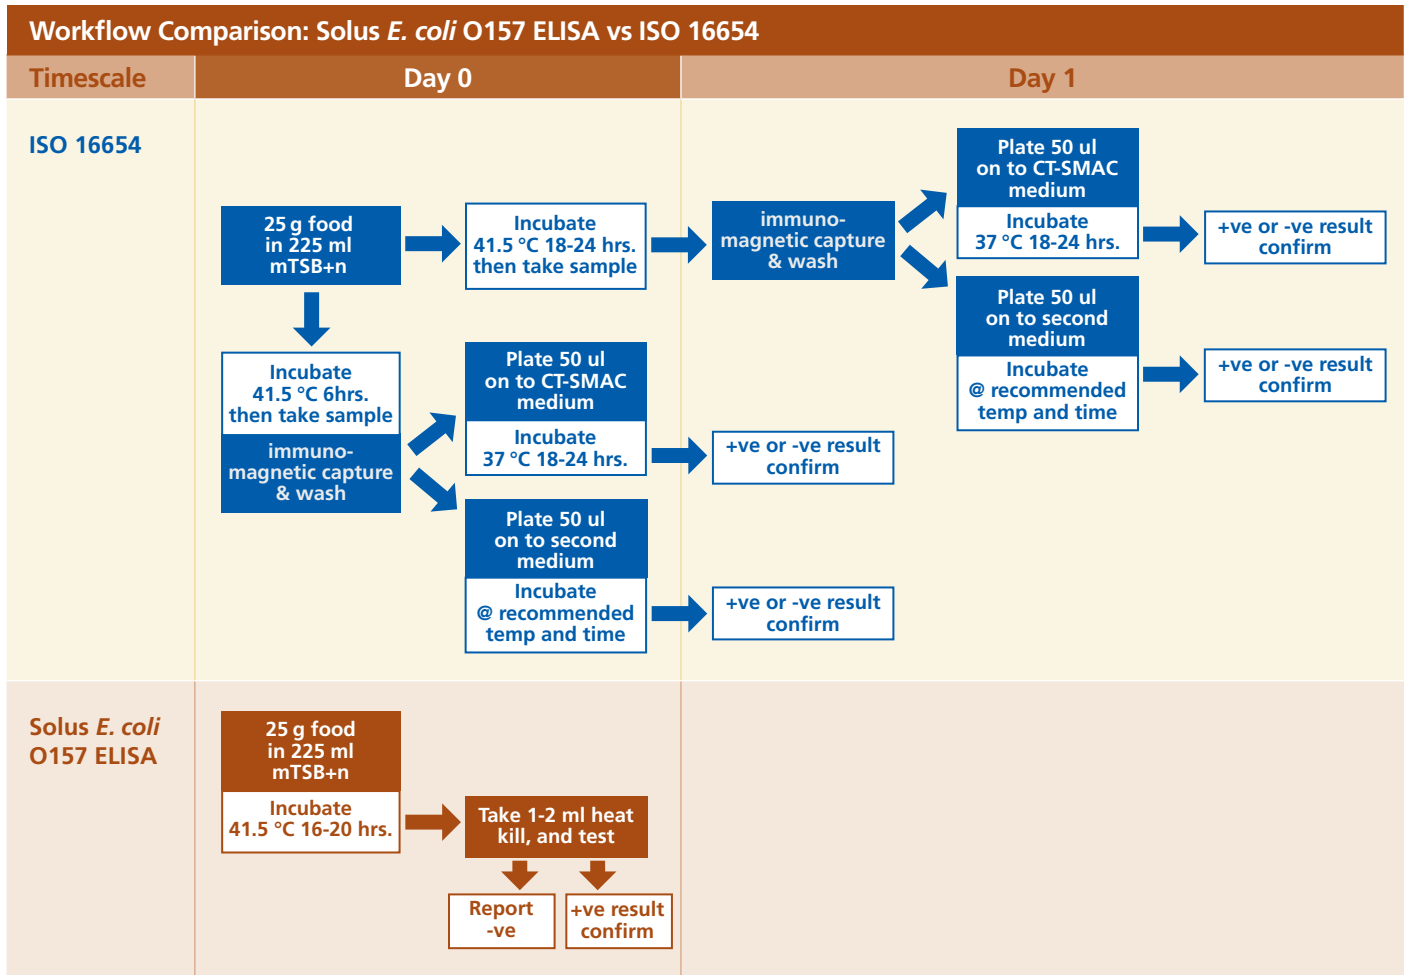 Workflow Comparison: Solus E. coli O157 ELISA vs ISO 16654
Timescale
Day 0
Day 1
ISO 16654
25 g food
in 225 ml
mTSB+n
Incubate
41.5 °C 18-24 hrs.
then take sample
immuno-
magnetic capture
& wash
Plate 50 ul
on to CT-SMAC
medium
Incubate
37 °C 18-24 hrs.
+ve or -ve result
confirm
Plate 50 ul
on to second
medium
Incubate
@ recommended
temp and time
+ve or -ve result
confirm
Incubate
41.5 °C 6hrs.
then take sample
immuno-
magnetic capture
& wash
Plate 50 ul
on to CT-SMAC
medium
Incubate
37 °C 18-24 hrs.
+ve or -ve result
confirm
Plate 50 ul
on to second
medium
Incubate
@ recommended
temp and time
+ve or -ve result
confirm
Solus E. coli
O157 ELISA
25 g food
in 225 ml
mTSB+n
Incubate
41.5 °C 16-20 hrs.
Take 1-2 ml heat
kill, and test
Report
-ve
+ve result
confirm